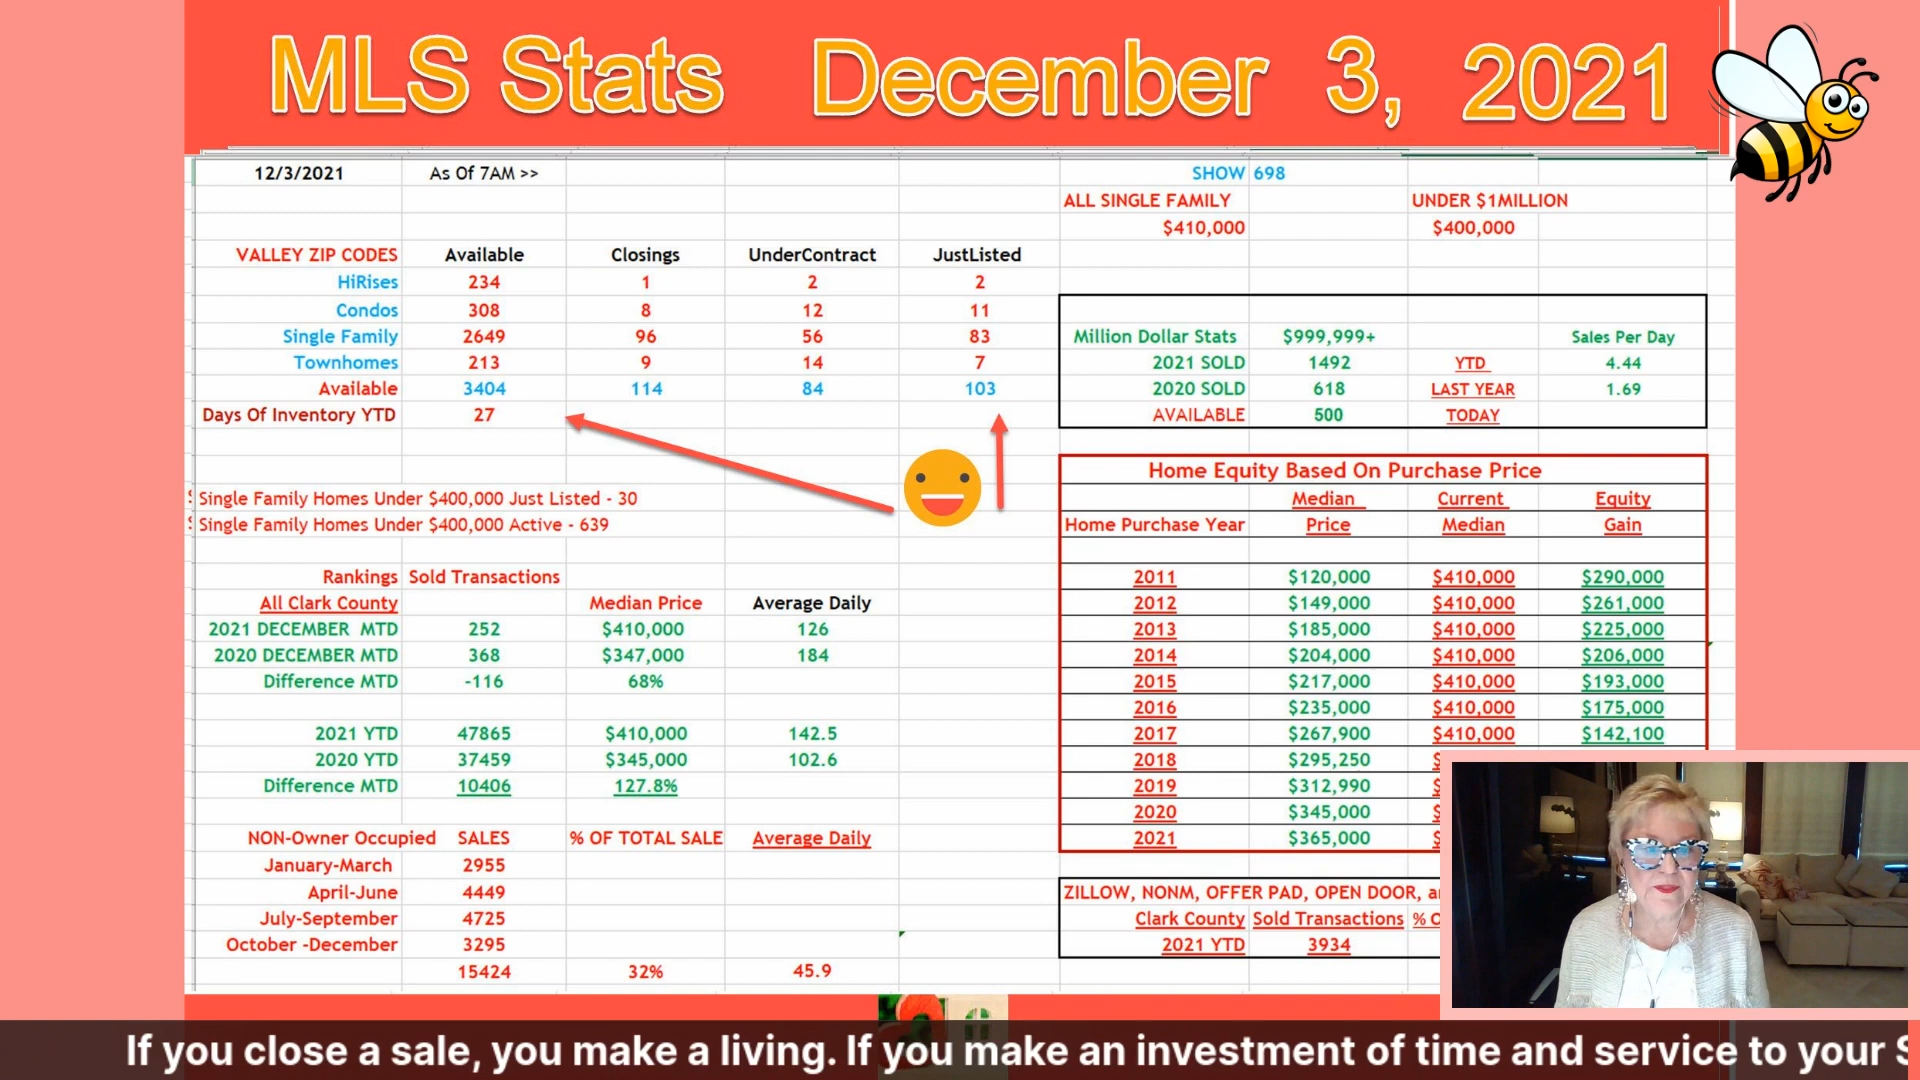 MLS Stats December 3, 2021
12/3/2021 As Of 7AM >> SHOW 698
ALL SINGLE FAMILY UNDER $1MILLION
$410,000 $400,000
VALLEY ZIP CODES Available Closings UnderContract JustListed
HiRises 234 1 2 2
Condos 308 8 12 11
Single Family 2649 96 56 83
Townhomes 213 9 14 7
Available 3404 114 84 103
Days Of Inventory YTD 27
Million Dollar Stats $999,999+ Sales Per Day
2021 SOLD 1492 YTD 4.44
2020 SOLD 618 LAST YEAR 1.69
AVAILABLE 500 TODAY
Single Family Homes Under $400,000 Just Listed - 30
Single Family Homes Under $400,000 Active - 639
Rankings Sold Transactions
All Clark County Median Price Average Daily
2021 DECEMBER MTD 252 $410,000 126
2020 DECEMBER MTD 368 $347,000 184
Difference MTD -116 68%
2021 YTD 47865 $410,000 142.5
2020 YTD 37459 $345,000 102.6
Difference MTD 10406 127.8%
NON-Owner Occupied SALES % OF TOTAL SALE Average Daily
January-March 2955
April-June 4449
July-September 4725
October -December 3295
15424 32% 45.9
Home Equity Based On Purchase Price
Median Current Equity
Home Purchase Year Price Median Gain
2011 $120,000 $410,000 $290,000
2012 $149,000 $410,000 $261,000
2013 $185,000 $410,000 $225,000
2014 $204,000 $410,000 $206,000
2015 $217,000 $410,000 $193,000
2016 $235,000 $410,000 $175,000
2017 $267,900 $410,000 $142,100
2018 $295,250
2019 $312,990
2020 $345,000
2021 $365,000
ZILLOW, NONM, OFFER PAD, OPEN DOOR,
Clark County Sold Transactions %
2021 YTD 3934
If you close a sale, you make a living. If you make an investment of time and service to your